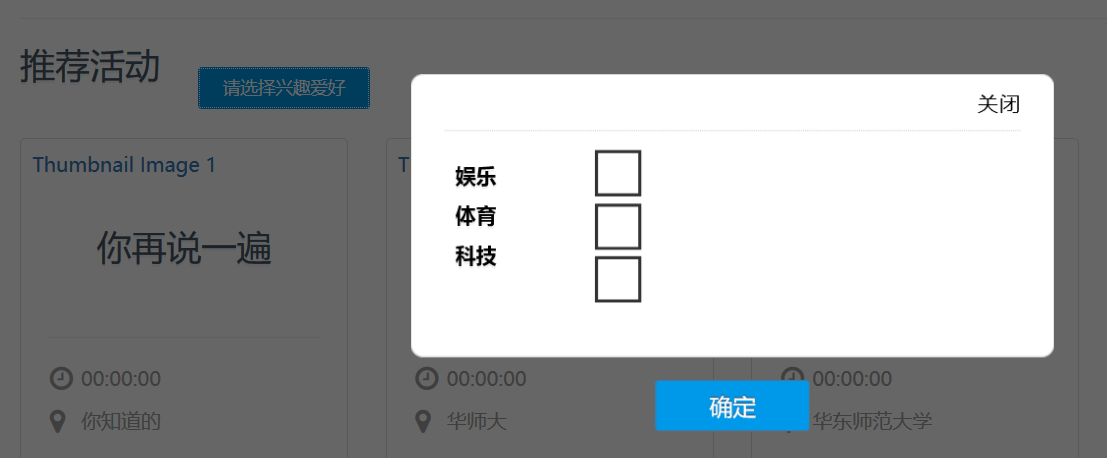 推荐活动
请选择兴趣爱好
关闭
Thumbnail Image 1
T
娱乐
体育
科技
你再说一遍
00:00:00
00:00:00
00:00:00
你知道的
华师大
华东师范大学
确定